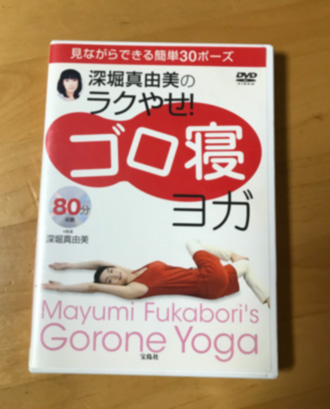 見ながらできる簡単30ポーズ
DVD
深堀真由美の
ラクやせ!
ゴロ寝
ヨガ
80分
深堀真由美
Mayumi Fukabori's
Gorone Yoga
宝島社